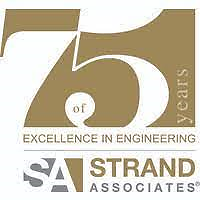 75
of
years
EXCELLENCE IN ENGINEERING
SA STRAND
ASSOCIATES®